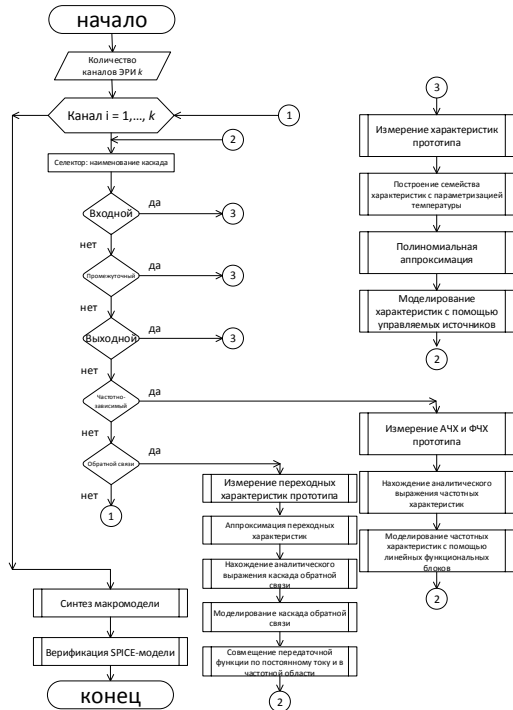 начало
Количество
каналов ЭРИ k
Канал i = 1,..., k
1
2
Селектор: наименование каскада
Входной
да
3
нет
Промежуточный
да
3
нет
Выходной
да
3
нет
Частотно-
зависимый
да
нет
Обратной связи
да
нет
1
Синтез макромодели
Верификация SPICE-модели
конец
Измерение переходных
характеристик прототипа
Аппроксимация переходных
характеристик
Нахождение аналитического
выражения каскада обратной
связи
Моделирование каскада обратной
связи
Совмещение передаточной
функции по постоянному току и в
частотной области
2
3
Измерение характеристик
прототипа
Построение семейства
характеристик с параметризацией
температуры
Полиномиальная
аппроксимация
Моделирование
характеристик с помощью
управляемых источников
2
Измерение АЧХ и ФЧХ
прототипа
Нахождение аналитического
выражения частотных
характеристик
Моделирование частотных
характеристик с помощью
линейных функциональных
блоков
2